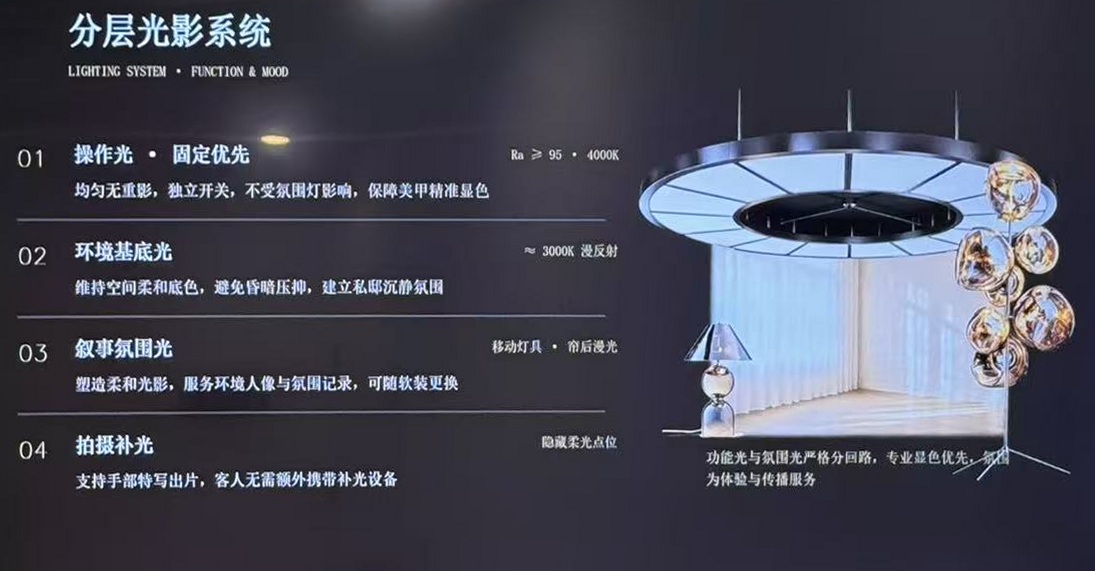 分层光影系统
LIGHTING SYSTEM • FUNCTION & MOOD
01 操作光 • 固定优先 Ra ≥ 95 • 4000K
均匀无重影，独立开关，不受氛围灯影响，保障美甲精准显色
02 环境基底光 ≈ 3000K 漫反射
维持空间柔和底色，避免昏暗压抑，建立私邸沉静氛围
03 叙事氛围光 移动灯具 • 帘后漫光
塑造柔和光影，服务环境人像与氛围记录，可随软装更换
04 拍摄补光 隐藏柔光点位
支持手部特写出片，客人无需额外携带补光设备
功能光与氛围光严格分回路，专业显色优先，氛围
为体验与传播服务